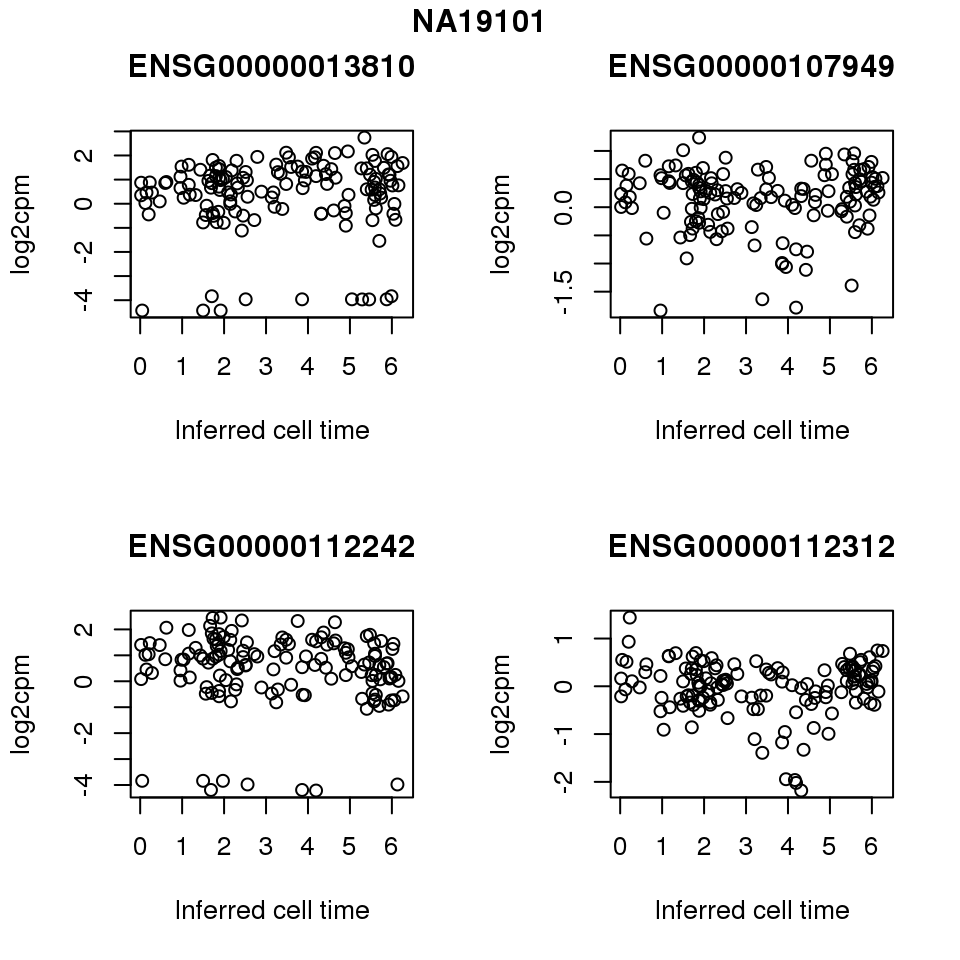 NA19101
ENSG00000013810
log2cpm
2
0
-2
-4
0 1 2 3 4 5 6
Inferred cell time
ENSG00000107949
log2cpm
0.0
-1.5
0 1 2 3 4 5 6
Inferred cell time
ENSG00000112242
log2cpm
2
0
-2
-4
0 1 2 3 4 5 6
Inferred cell time
ENSG00000112312
log2cpm
1
0
-1
-2
0 1 2 3 4 5 6
Inferred cell time